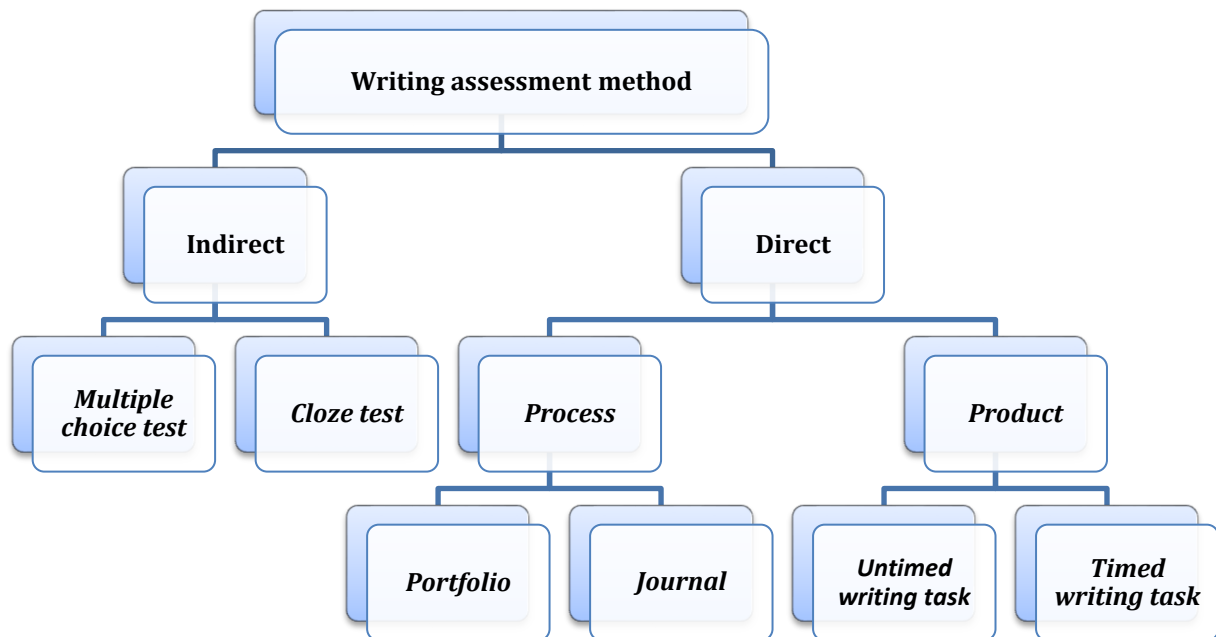 Writing assessment method
Indirect
Direct
Multiple
choice test
Cloze test
Process
Product
Portfolio
Journal
Untimed
writing task
Timed
writing task